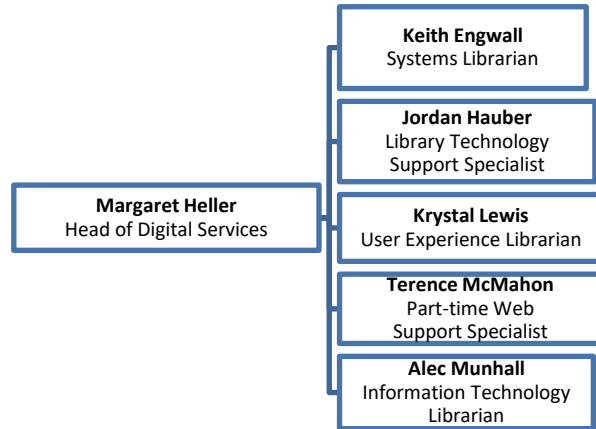 Keith Engwall
Systems Librarian
Jordan Hauber
Library Technology
Support Specialist
Margaret Heller
Head of Digital Services
Krystal Lewis
User Experience Librarian
Terence McMahon
Part-time Web
Support Specialist
Alec Munhall
Information Technology
Librarian